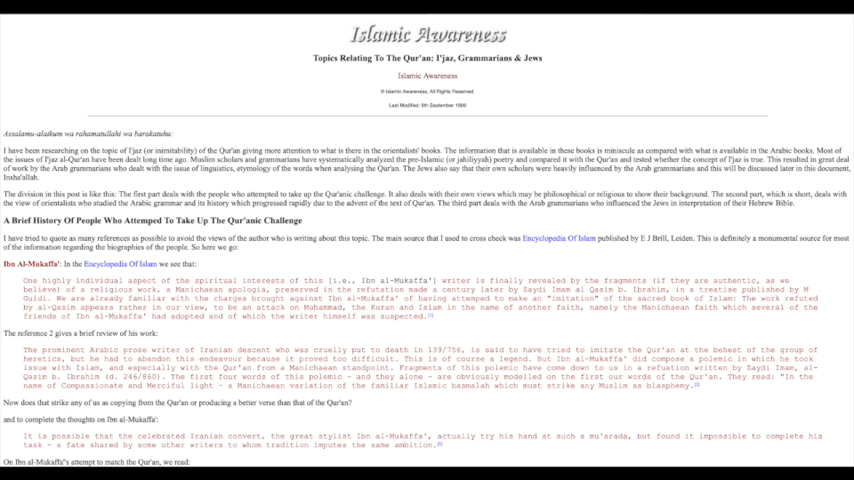 Islamic Awareness
Topics Relating To The Qur'an: I'jaz, Grammarians & Jews
Islamic Awareness
© Islamic Awareness, All Rights Reserved.
Last Modified: 5th September 1999
Assalamu-alaikum wa rahamatullahi wa barakatuhu:
I have been researching on the topic of I'jaz (or inimitability) of the Qur'an giving more attention to what is there in the orientalists' books. The information that is available in these books is miniscule as compared with what is available in the Arabic books. Most of
the issues of I'jaz al-Qur'an have been dealt long time ago. Muslim scholars and grammarians have systematically analyzed the pre-Islamic (or jahiliyyah) poetry and compared it with the Qur'an and tested whether the concept of I'jaz is true. This resulted in great deal
of work by the Arab grammarians who dealt with the issue of linguistics, etymology of the words when analysing the Qur'an. The Jews also say that their own scholars were heavily influenced by the Arab grammarians and this will be discussed later in this document,
Insha'allah.
The division in this post is like this: The first part deals with the people who attempted to take up the Qur'anic challenge. It also deals with their own views which may be philosophical or religious to show their background. The second part, which is short, deals with
the view of orientalists who studied the Arabic grammar and its history which progressed rapidly due to the advent of the text of Qur'an. The third part deals with the Arab grammarians who influenced the Jews in interpretation of their Hebrew Bible.
A Brief History Of People Who Attemped To Take Up The Qur'anic Challenge
I have tried to quote as many references as possible to avoid the views of the author who is writing about this topic. The main source that I used to cross check was Encyclopedia Of Islam published by E J Brill, Leiden. This is definitely a monumental source for most
of the information regarding the biographies of the people. So here we go:
Ibn Al-Mukaffa': In the Encyclopedia Of Islam we see that:
One highly individual aspect of the spiritual interests of this [i.e., Ibn al-Mukaffa'] writer is finally revealed by the fragments (if they are authentic, as we
believe) of a religious work, a Manichaean apologia, preserved in the refutation made a century later by Zaydi Imam al Qasim b. Ibrahim, in a treatise published by M
Guidi. We are already familiar with the charges brought against Ibn al-Mukaffa' of having attempted to make an "imitation" of the sacred book of Islam: The work refuted
by al-Qasim appears rather in our view, to be an attack on Muhammad, the Kuran and Islam in the name of another faith, namely the Manichaean faith which several of the
friends of Ibn al-Mukaffa' had adopted and of which the writer himself was suspected.[1]
The reference 2 gives a brief review of his work:
The prominent Arabic prose writer of Iranian descent who was cruelly put to death in 139/756, is said to have tried to imitate the Qur'an at the behest of the group of
heretics, but he had to abandon this endeavour because it proved too difficult. This is of course a legend. But Ibn al-Mukaffa' did compose a polemic in which he took
issue with Islam, and especially with the Qur'an from a Manichaean standpoint. Fragments of this polemic have come down to us in a refuation written by Zaydi Imam, al-
Qasim b. Ibrahim (d. 246/860). The first four words of this polemic - and they alone - are obviously modelled on the first our words of the Qur'an. They read: "In the
name of Compassionate and Merciful light - a Manichaean variation of the familiar Islamic basmalah which must strike any Muslim as blasphemy.[2]
Now does that strike any of us as copying from the Qur'an or producing a better verse than that of the Qur'an?
and to complete the thoughts on Ibn al-Mukaffa':
It is possible that the celebrated Iranian convert, the great stylist Ibn al-Mukaffa', actually try his hand at such a mu'arada, but found it impossible to complete his
task - a fate shared by some other writers to whom tradition imputes the same ambition.[3]
On Ibn al-Mukaffa''s attempt to match the Qur'an, we read: